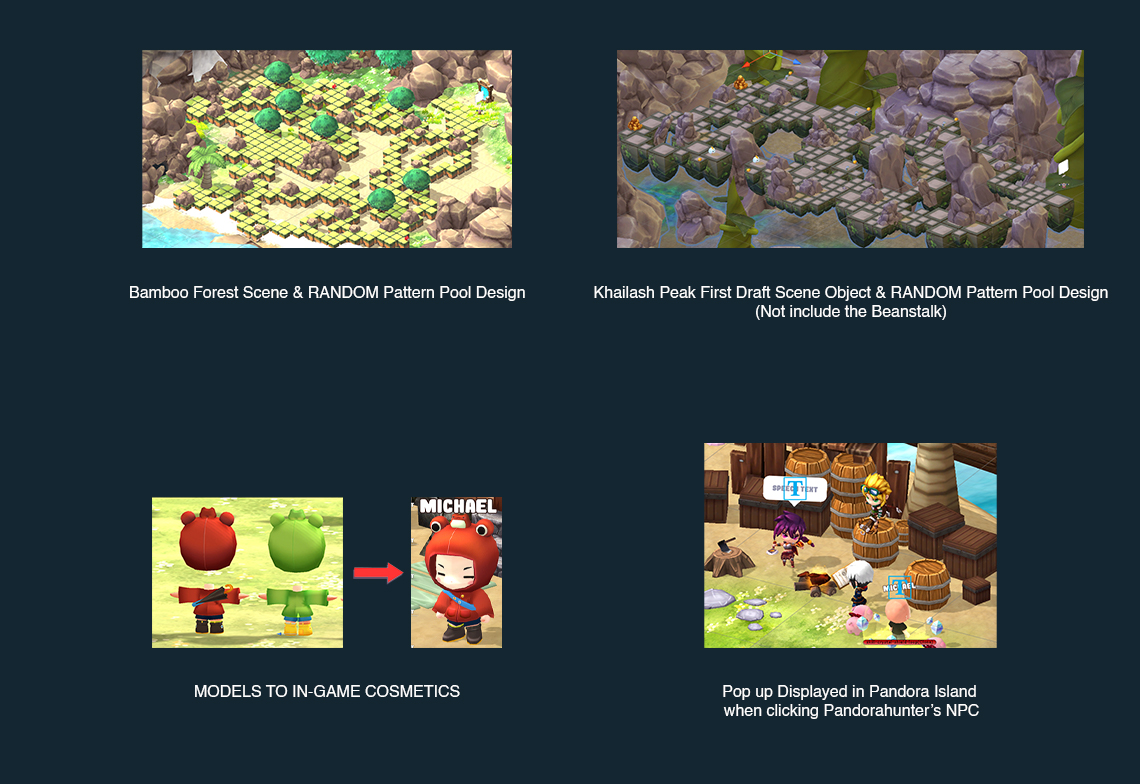 Bamboo Forest Scene & RANDOM Pattern Pool Design
Khailash Peak First Draft Scene Object & RANDOM Pattern Pool Design
(Not include the Beanstalk)
MICHAEL
SPEECH TEXT
MICHAEL
MODELS TO IN-GAME COSMETICS
Pop up Displayed in Pandora Island
when clicking Pandorahunter’s NPC